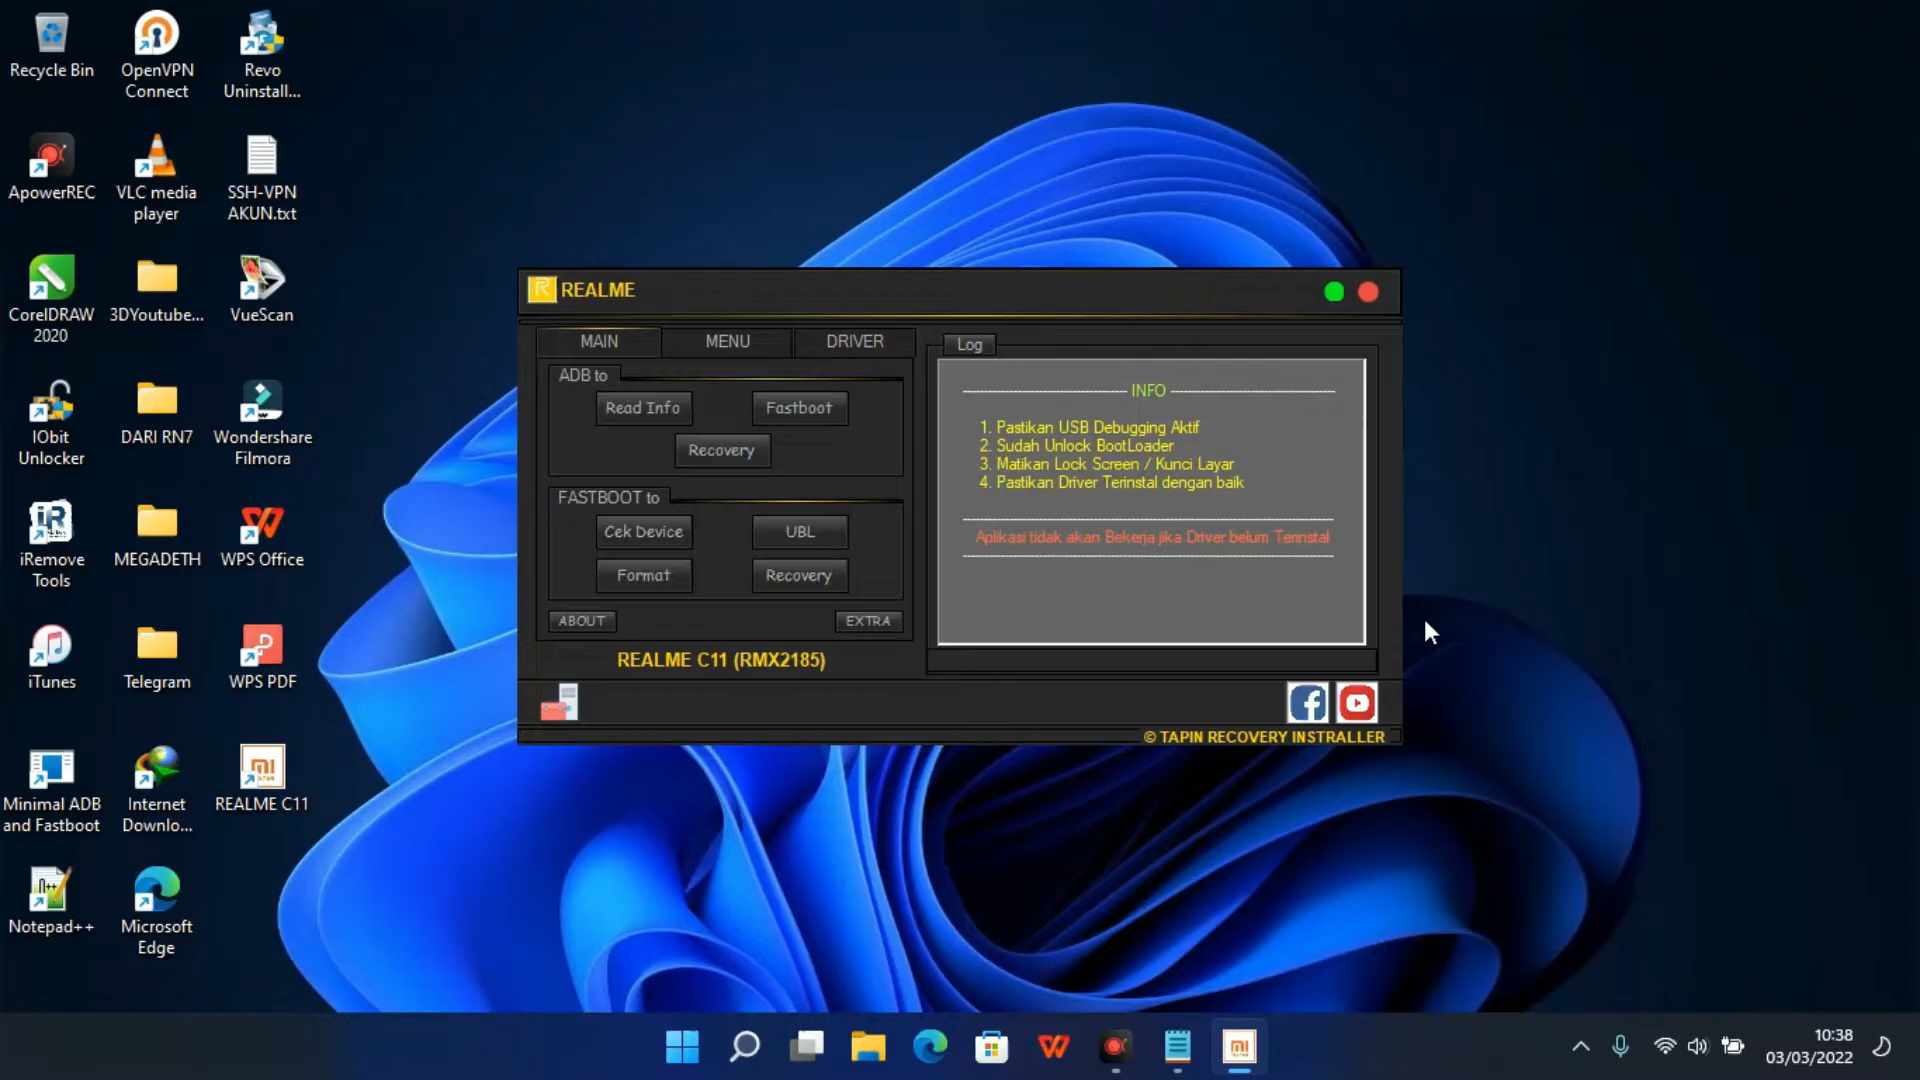 Recycle Bin
OpenVPN
Connect
Revo
Uninstall...
ApowerREC
VLC media
player
SSH-VPN
AKUN.txt
CorelDRAW
2020
3DYoutube...
VueScan
IObit
Unlocker
DARI RN7
Wondershare
Filmora
iRemove
Tools
MEGADETH
WPS Office
iTunes
Telegram
WPS PDF
Minimal ADB
and Fastboot
Internet
Downlo...
REALME C11
Notepad++
Microsoft
Edge
REALME
MAIN
MENU
DRIVER
ADB to
Read Info
Fastboot
Recovery
FASTBOOT to
Cek Device
UBL
Format
Recovery
ABOUT
EXTRA
REALME C11 (RMX2185)
Log
INFO
1. Pastikan USB Debugging Aktif
2. Sudah Unlock BootLoader
3. Matikan Lock Screen / Kunci Layar
4. Pastikan Driver Terinstal dengan baik
Aplikasi tidak akan Bekerja jika Driver belum Terinstal
© TAPIN RECOVERY INSTRALLER
10:38
03/03/2022